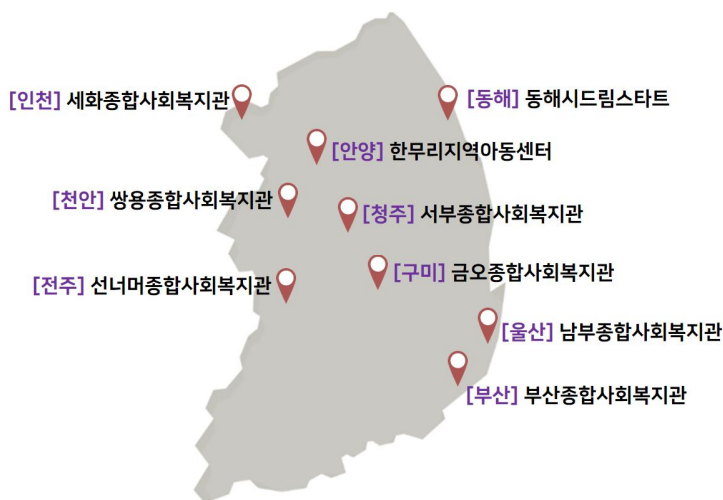 [인천] 세화종합사회복지관
[동해] 동해시드림스타트
[안양] 한무리지역아동센터
[천안] 쌍용종합사회복지관
[청주] 서부종합사회복지관
[구미] 금오종합사회복지관
[전주] 선너머종합사회복지관
[울산] 남부종합사회복지관
[부산] 부산종합사회복지관